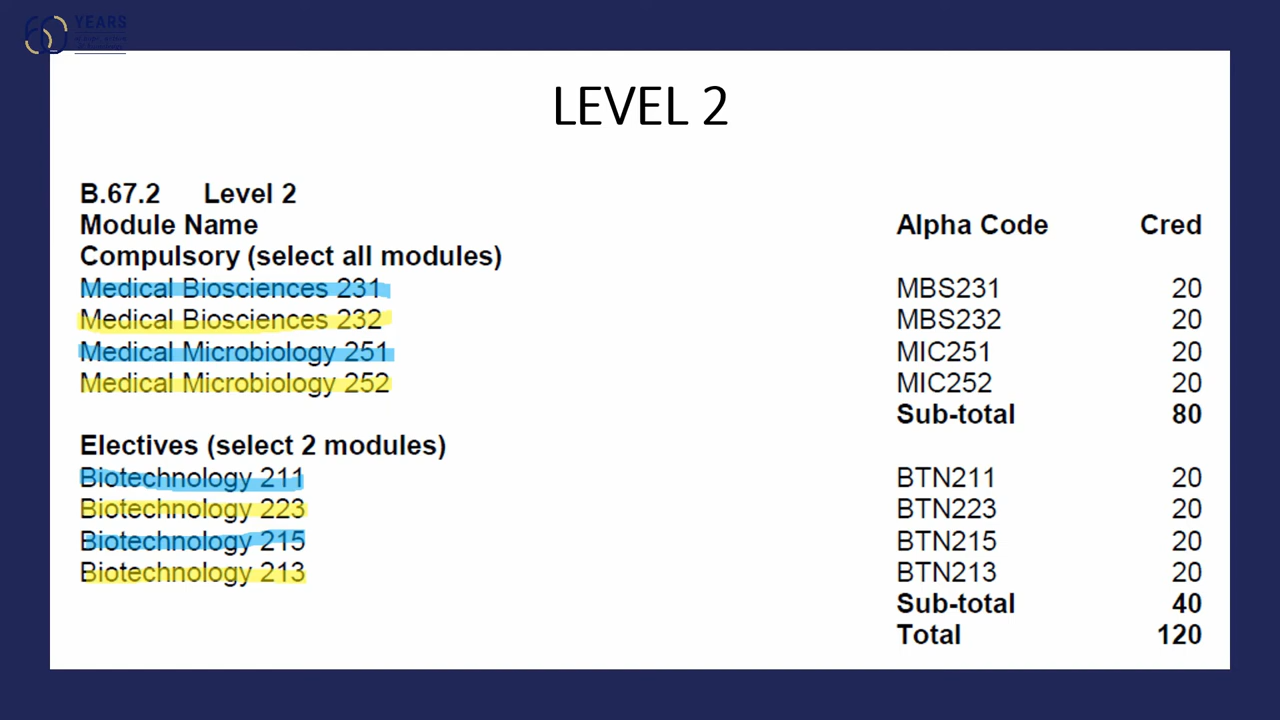 60 YEARS
LEVEL 2
B.67.2 Level 2
Module Name Alpha Code Cred
Compulsory (select all modules)
Medical Biosciences 231 MBS231 20
Medical Biosciences 232 MBS232 20
Medical Microbiology 251 MIC251 20
Medical Microbiology 252 MIC252 20
Sub-total 80
Electives (select 2 modules)
Biotechnology 211 BTN211 20
Biotechnology 223 BTN223 20
Biotechnology 215 BTN215 20
Biotechnology 213 BTN213 20
Sub-total 40
Total 120